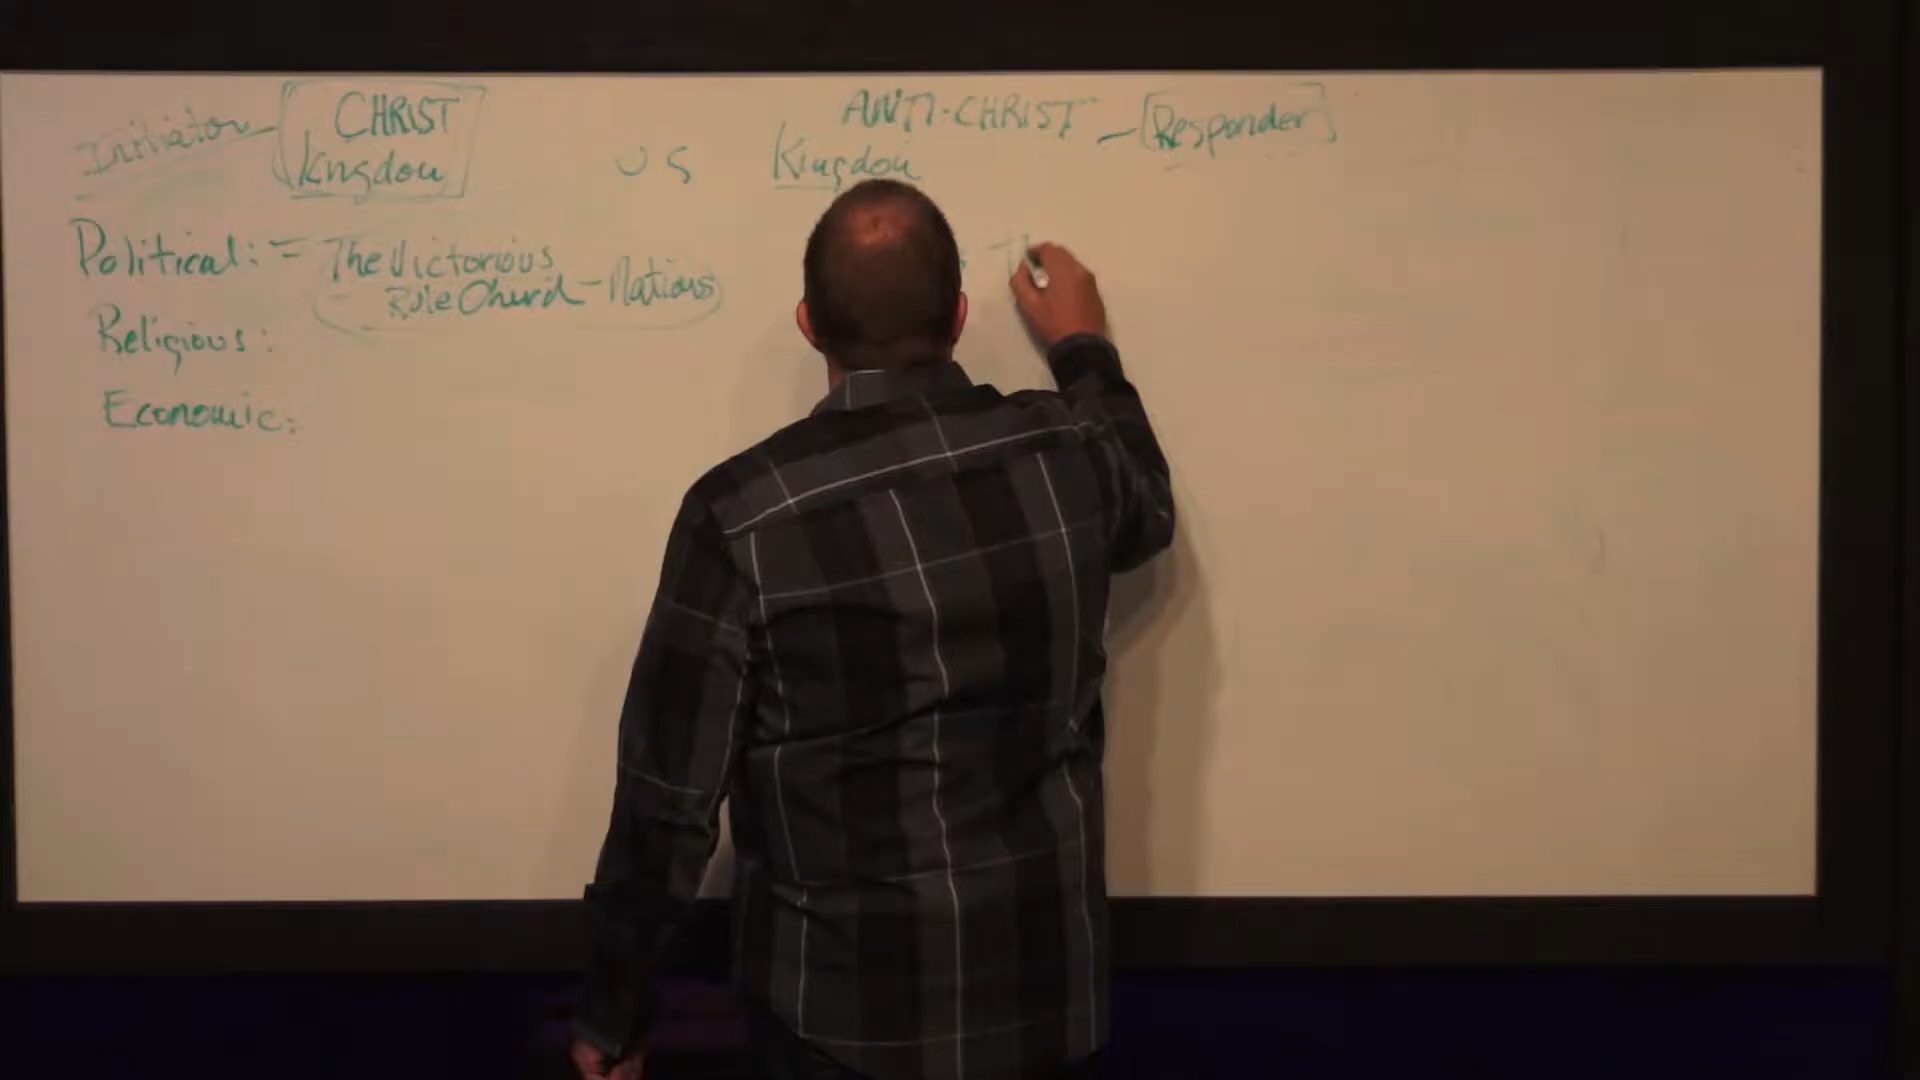 Initiator - CHRIST
Kingdom
VS
ANTI-CHRIST - Responder
Kingdom
Political: = The Victorious
Rule Church - Nations
Religious:
Economic: